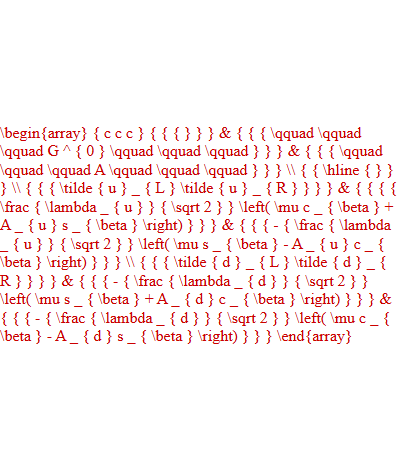 \begin{array} { c c c } { { { } } } & { { { \qquad \qquad
\qquad G ^ { 0 } \qquad \qquad \qquad } } } & { { { \qquad
\qquad \qquad A \qquad \qquad \qquad } } } \\ { { \hline { } }
} \\ { { { \tilde { u } _ { L } \tilde { u } _ { R } } } } & { { { {
\frac { \lambda _ { u } } { \sqrt 2 } } \left( \mu c _ { \beta } +
A _ { u } s _ { \beta } \right) } } } & { { { - { \frac { \lambda
_ { u } } { \sqrt 2 } } \left( \mu s _ { \beta } - A _ { u } c _ {
\beta } \right) } } } \\ { { { \tilde { d } _ { L } \tilde { d } _ {
R } } } } & { { { - { \frac { \lambda _ { d } } { \sqrt 2 } }
\left( \mu s _ { \beta } + A _ { d } c _ { \beta } \right) } } } &
{ { { - { \frac { \lambda _ { d } } { \sqrt 2 } } \left( \mu c _ {
\beta } - A _ { d } s _ { \beta } \right) } } } \end{array}